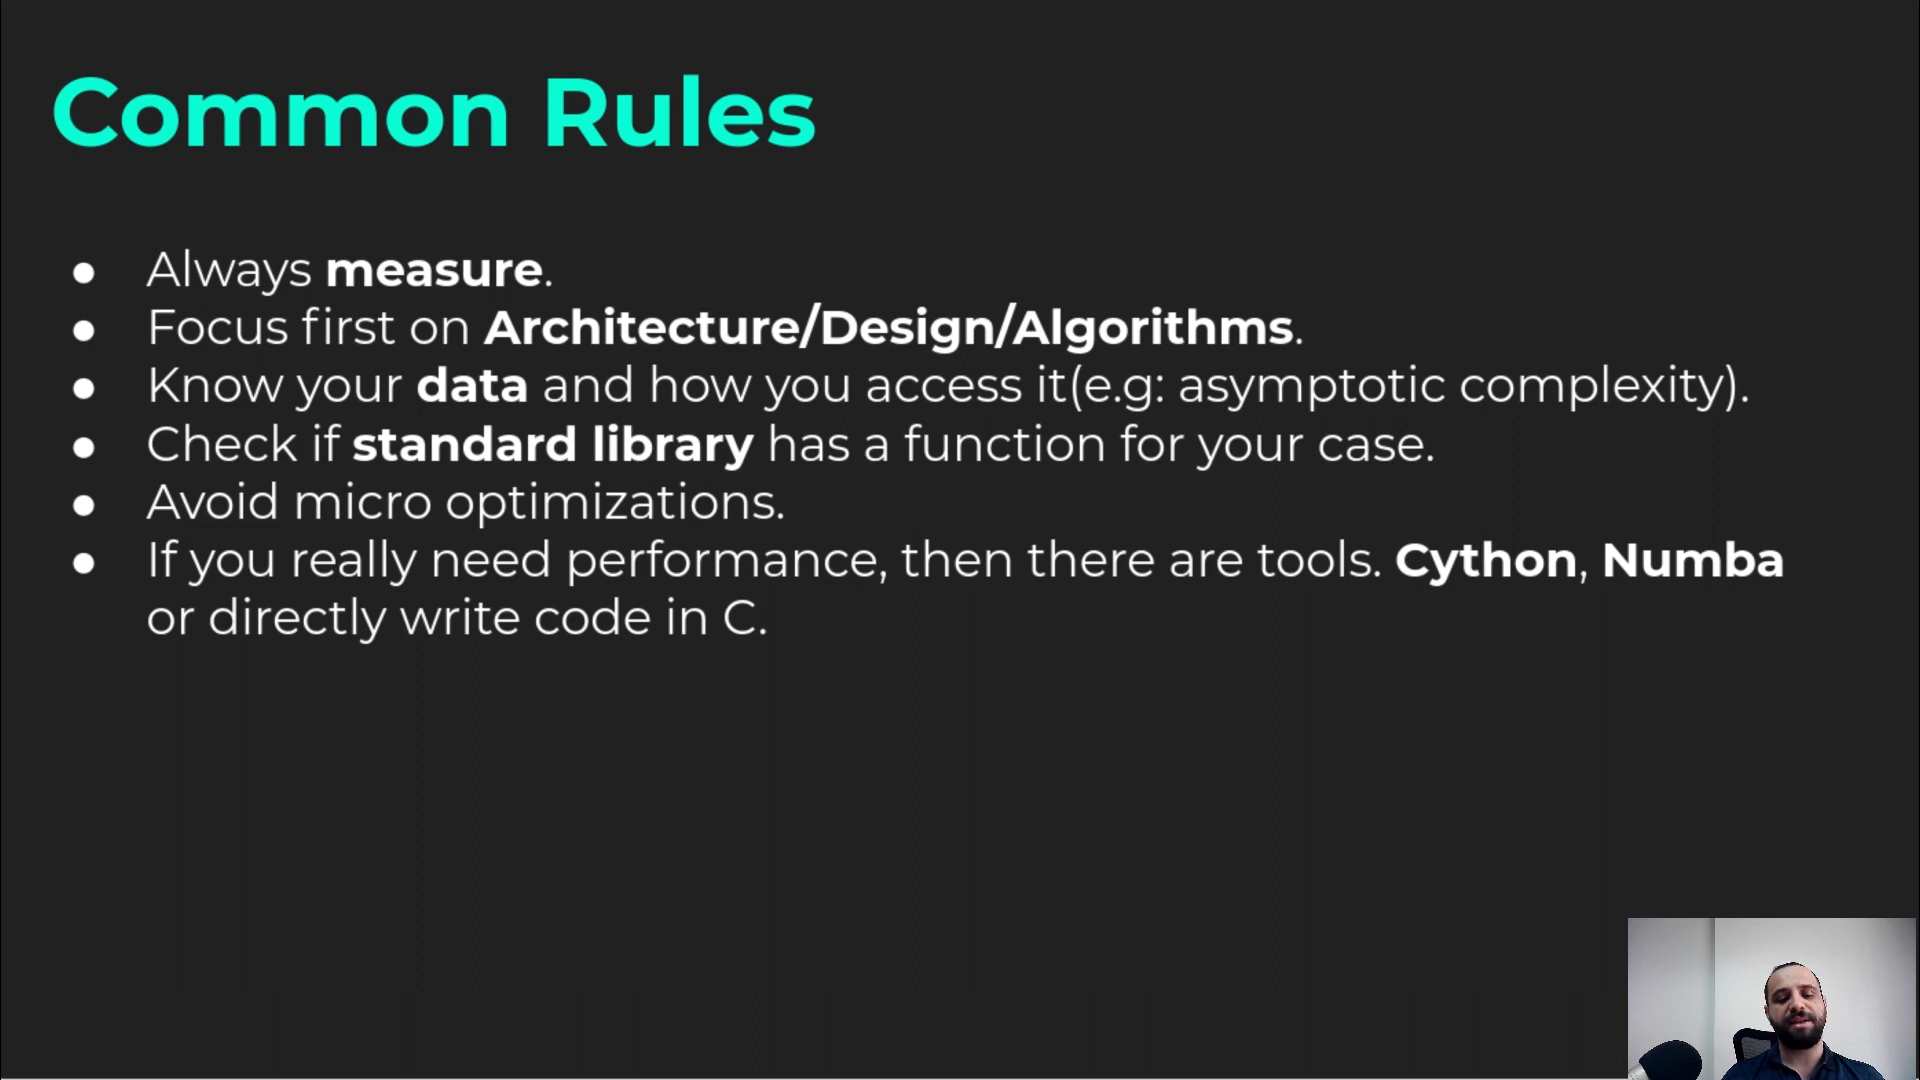 Common Rules
● Always measure.
● Focus first on Architecture/Design/Algorithms.
● Know your data and how you access it(e.g: asymptotic complexity).
● Check if standard library has a function for your case.
● Avoid micro optimizations.
● If you really need performance, then there are tools. Cython, Numba
or directly write code in C.